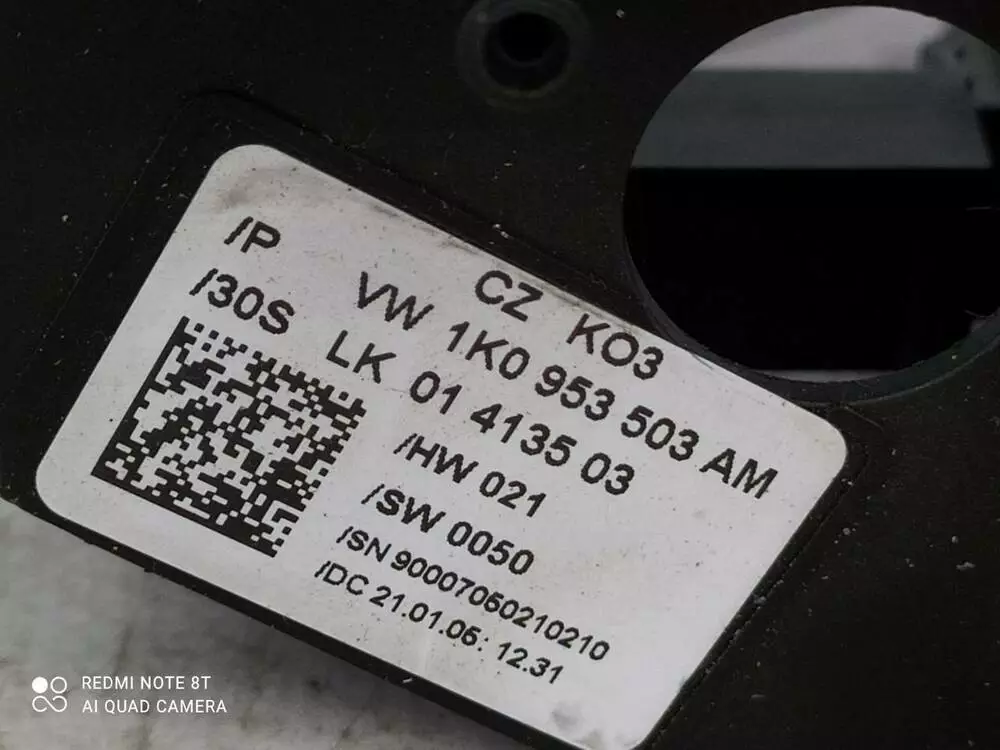 CZ KO3
/P VW 1K0 953 503 AM
/30S LK 01 4135 03
/HW 021
/SW 0050
/SN 90007050210210
/DC 21.01.05: 12.31
REDMI NOTE 8T
AI QUAD CAMERA